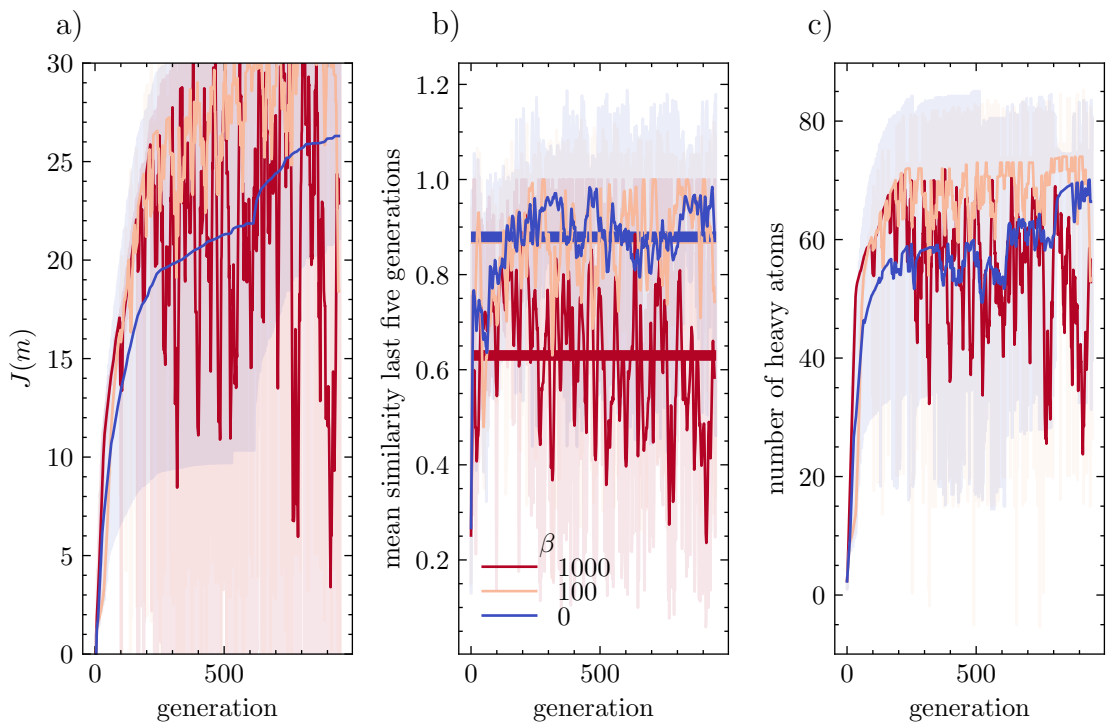 a)
b)
c)
30
25
20
15
10
5
0
J(m)
0
500
generation
1.2
1.0
0.8
0.6
0.4
0.2
mean similarity last five generations
β
1000
100
0
0
500
generation
80
60
40
20
0
number of heavy atoms
0
500
generation